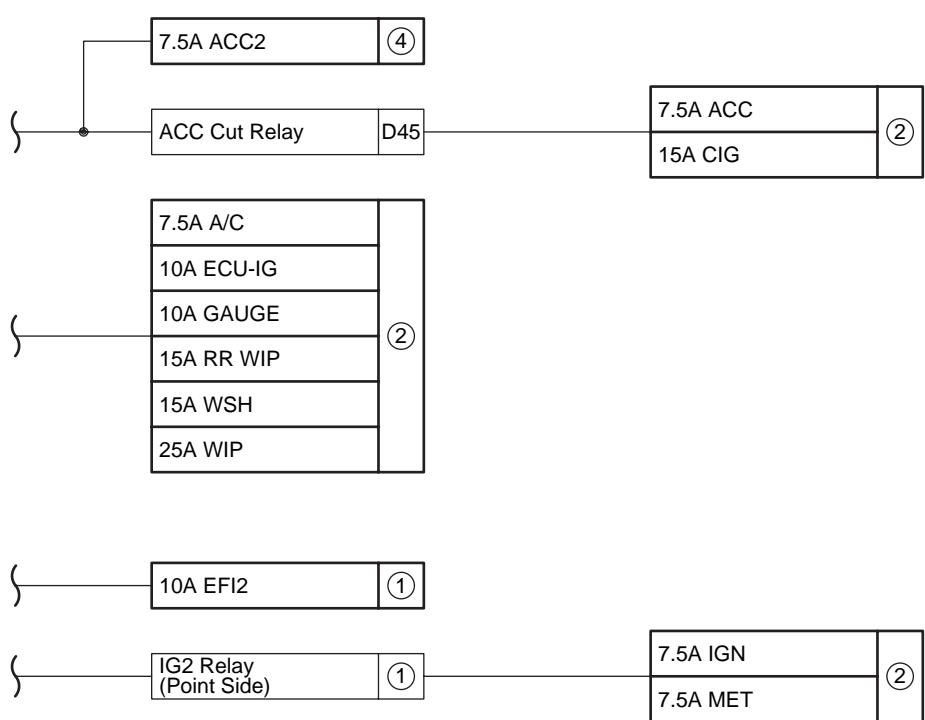 7.5A ACC2 ④
ACC Cut Relay D45
7.5A ACC
15A CIG
②
7.5A A/C
10A ECU-IG
10A GAUGE
15A RR WIP
15A WSH
25A WIP
②
10A EFI2 ①
IG2 Relay
(Point Side)
①
7.5A IGN
7.5A MET
②